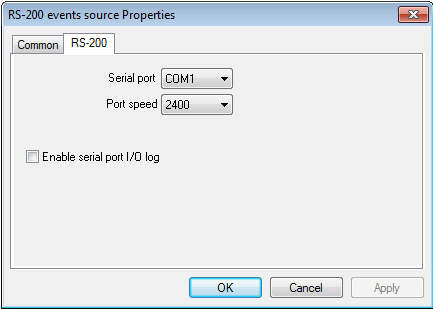 RS-200 events source Properties
Common RS-200
Serial port COM1
Port speed 2400
Enable serial port I/O log
OK Cancel Apply